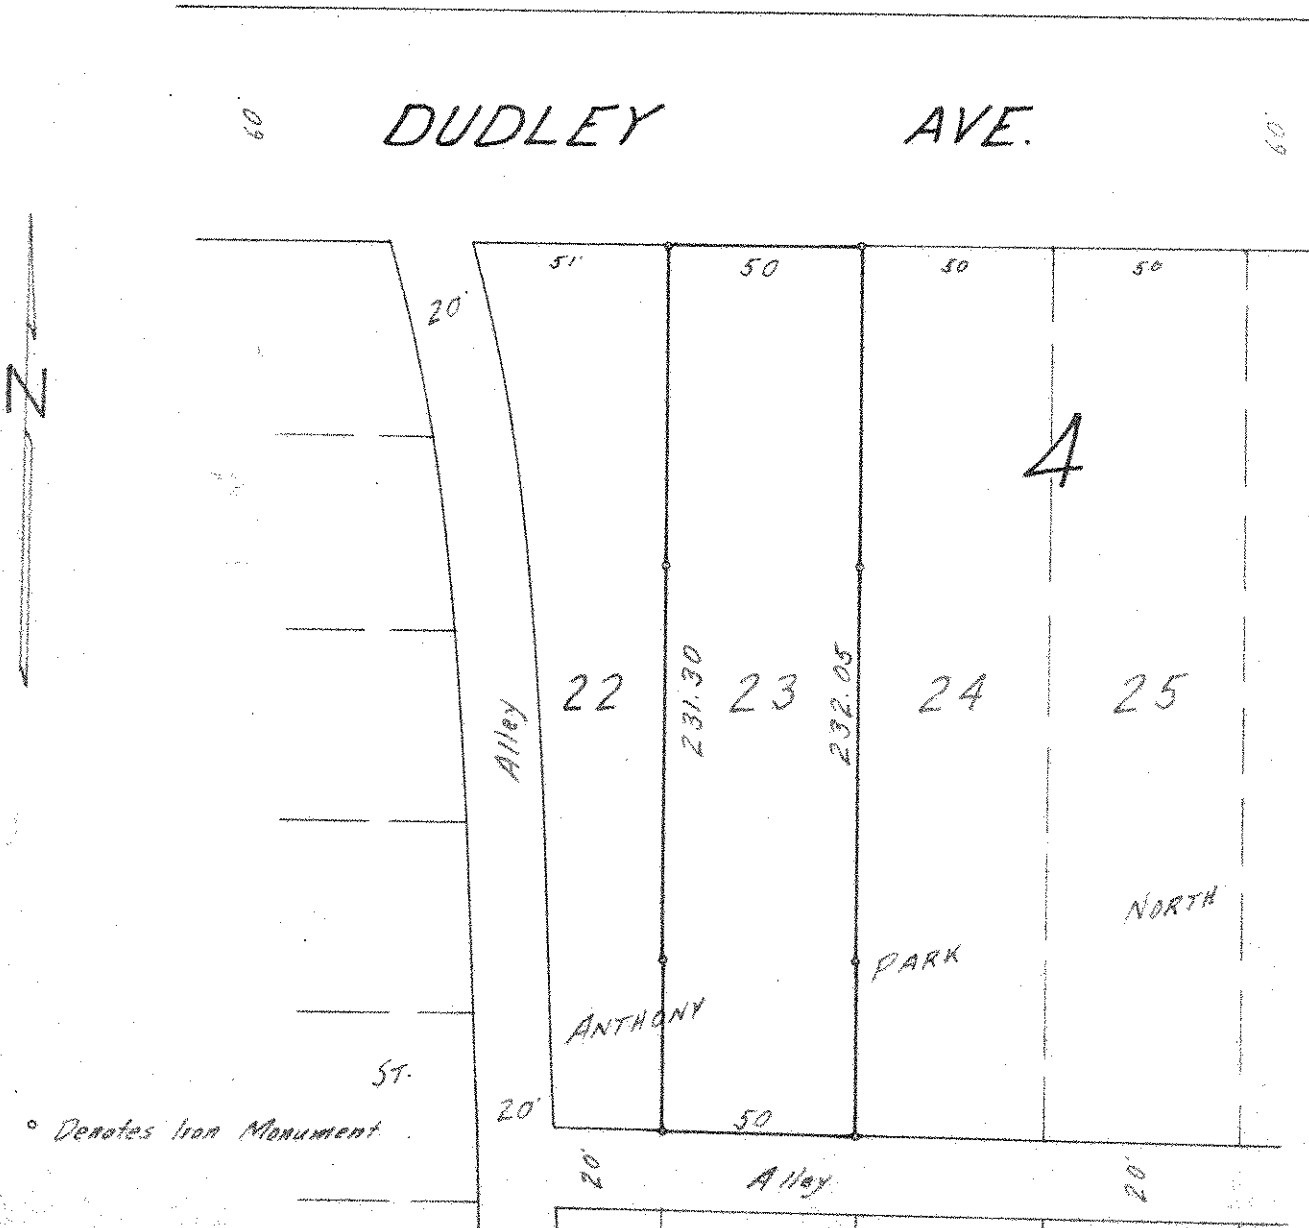 DUDLEY AVE.
60
60'
N
51'
50
50
50
20'
4
22
231.30
23
232.05
24
25
Alley
NORTH
PARK
ANTHONY
ST.
20'
50
° Denotes Iron Monument
20'
Alley
20'